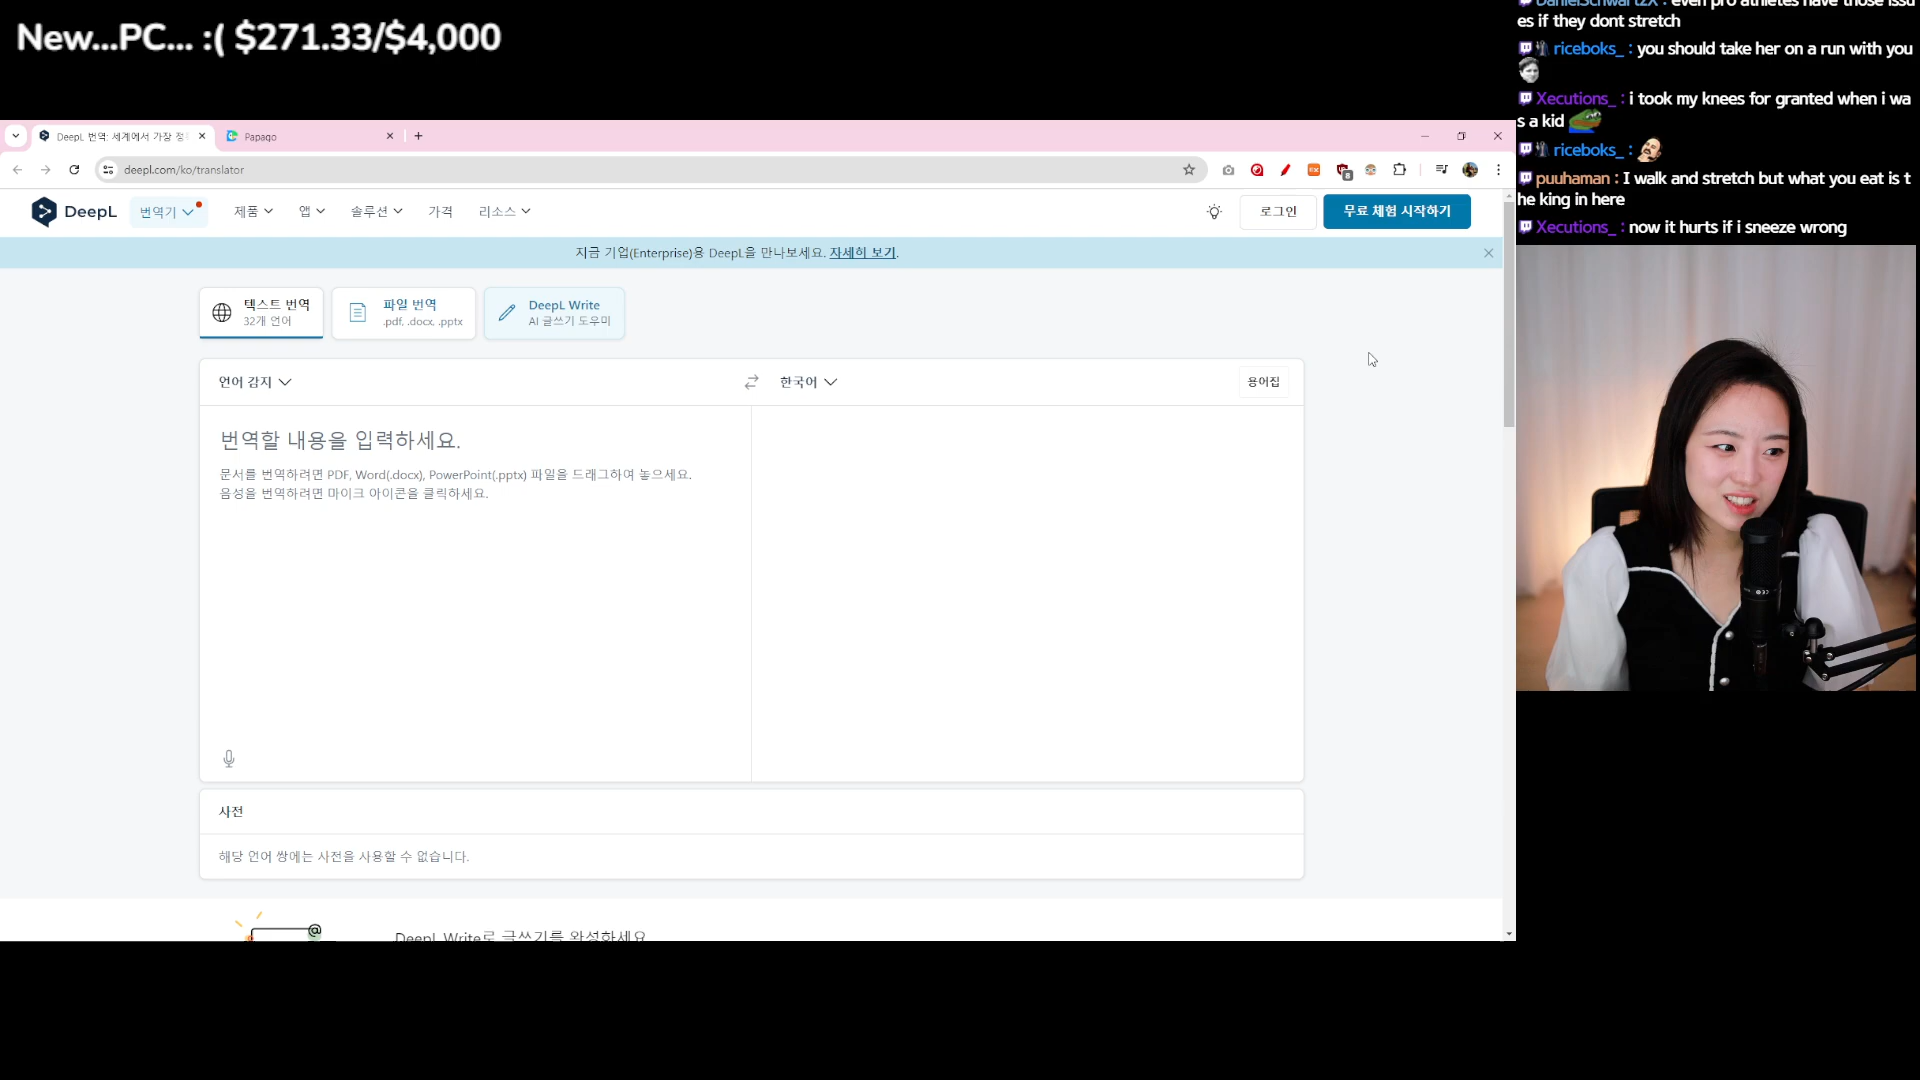 New...PC... :( $271.33/$4,000
DanielSchwartzX : even pro athletes have those issu
es if they dont stretch
riceboks_ : you should take her on a run with you
Xecutions_ : i took my knees for granted when i wa
s a kid
riceboks_ :
puuhaman : I walk and stretch but what you eat is t
he king in here
Xecutions_ : now it hurts if i sneeze wrong
DeepL 번역: 세계에서 가장 정
Papago
deepl.com/ko/translator
DeepL 번역기 제품 앱 솔루션 가격 리소스 로그인 무료 체험 시작하기
지금 기업(Enterprise)용 DeepL을 만나보세요. 자세히 보기.
텍스트 번역
32개 언어
파일 번역
.pdf, .docx, .pptx
DeepL Write
AI 글쓰기 도우미
언어 감지 한국어 용어집
번역할 내용을 입력하세요.
문서를 번역하려면 PDF, Word(.docx), PowerPoint(.pptx) 파일을 드래그하여 놓으세요.
음성을 번역하려면 마이크 아이콘을 클릭하세요.
사전
해당 언어 쌍에는 사전을 사용할 수 없습니다.
DeepL Write로 글쓰기를 완성하세요